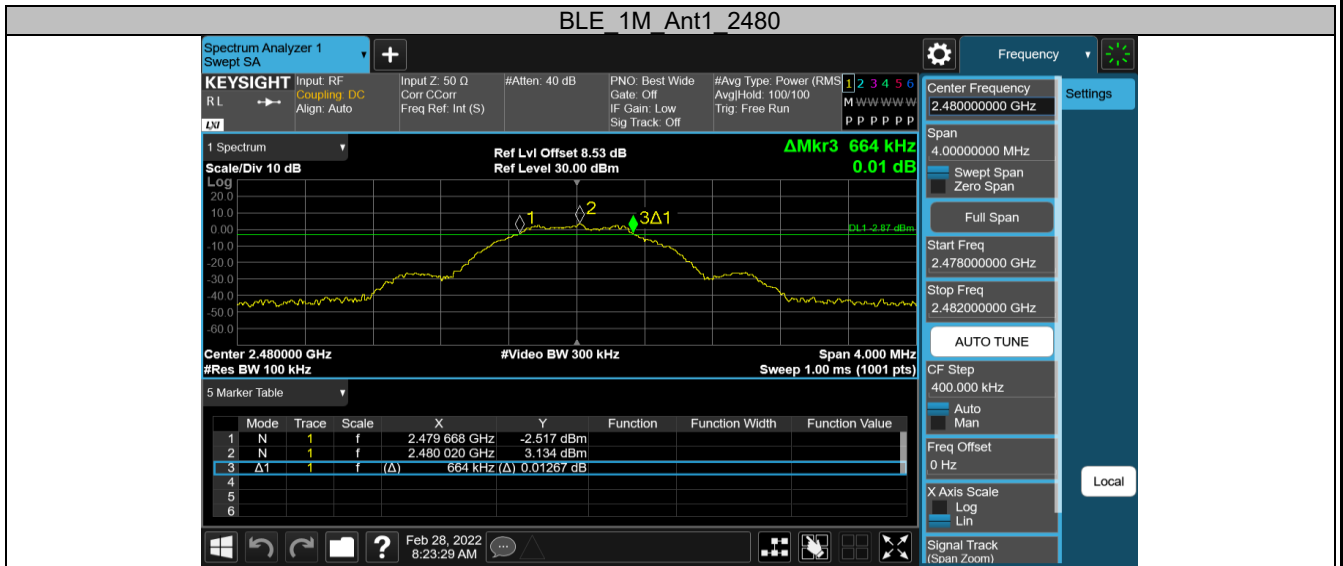 BLE_1M_Ant1_2480
Spectrum Analyzer 1
Swept SA
Frequency
KEYSIGHT
R L
LXI
Input: RF
Coupling: DC
Align: Auto
Input Z: 50 Ω
Corr CCorr
Freq Ref: Int (S)
#Atten: 40 dB
PNO: Best Wide
Gate: Off
IF Gain: Low
Sig Track: Off
#Avg Type: Power (RMS
Avg|Hold: 100/100
Trig: Free Run
1 2 3 4 5 6
M W W W W W
P P P P P P
1 Spectrum
Scale/Div 10 dB
Ref Lvl Offset 8.53 dB
Ref Level 30.00 dBm
ΔMkr3 664 kHz
0.01 dB
Log
20.0
10.0
0.00
-10.0
-20.0
-30.0
-40.0
-50.0
-60.0
1
2
3Δ1
DL1 -2.87 dBm
Center 2.480000 GHz
#Video BW 300 kHz
Span 4.000 MHz
#Res BW 100 kHz
Sweep 1.00 ms (1001 pts)
5 Marker Table
Mode Trace Scale X Y Function Function Width Function Value
1 N 1 f 2.479 668 GHz -2.517 dBm
2 N 1 f 2.480 020 GHz 3.134 dBm
3 Δ1 1 f (Δ) 664 kHz (Δ) 0.01267 dB
4
5
6
Feb 28, 2022
8:23:29 AM
Center Frequency
2.480000000 GHz
Settings
Span
4.00000000 MHz
Swept Span
Zero Span
Full Span
Start Freq
2.478000000 GHz
Stop Freq
2.482000000 GHz
AUTO TUNE
CF Step
400.000 kHz
Auto
Man
Freq Offset
0 Hz
X Axis Scale
Log
Lin
Local
Signal Track
(Span Zoom)